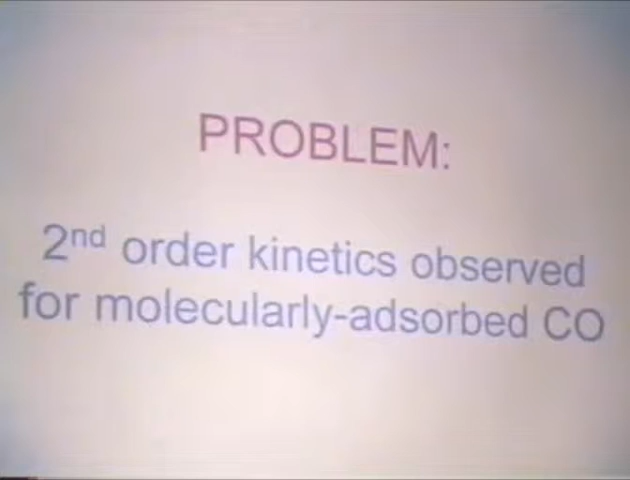 PROBLEM:
2nd order kinetics observed
for molecularly-adsorbed CO